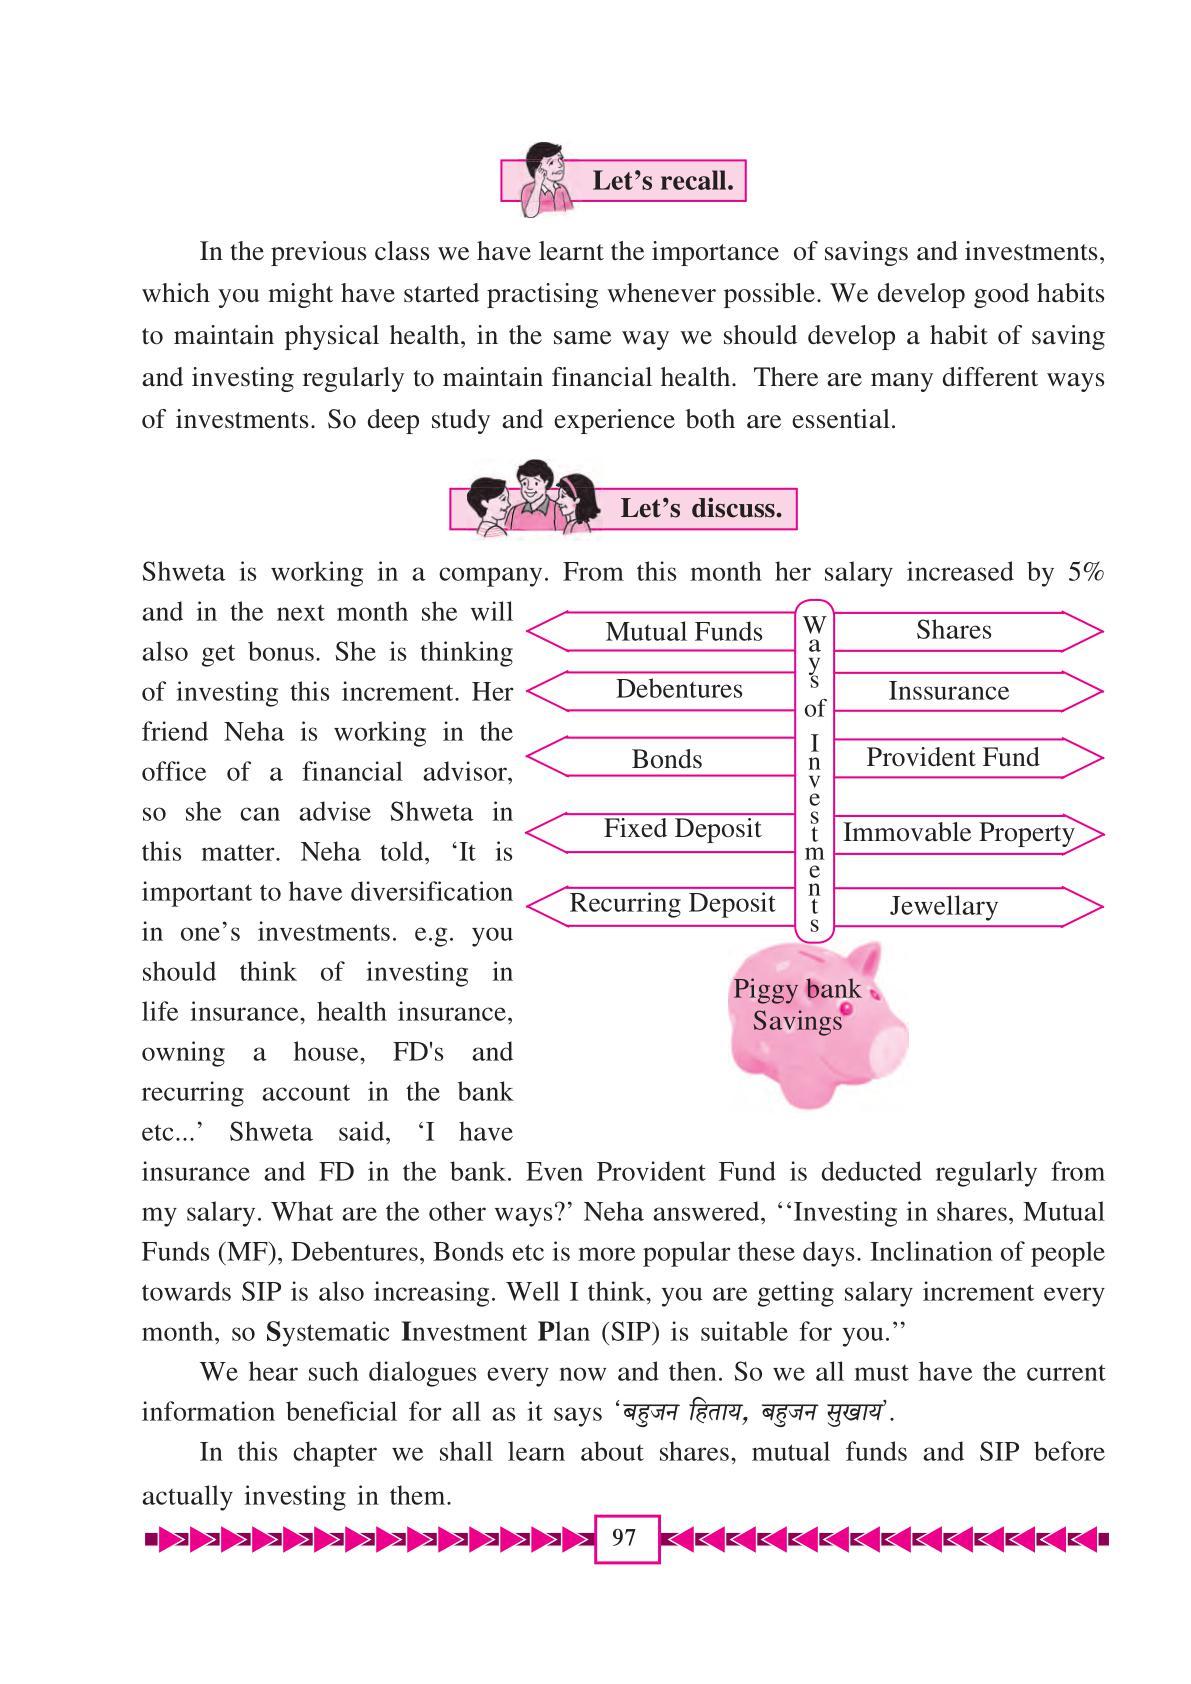 Let’s recall.
In the previous class we have learnt the importance of savings and investments,
which you might have started practising whenever possible. We develop good habits
to maintain physical health, in the same way we should develop a habit of saving
and investing regularly to maintain financial health. There are many different ways
of investments. So deep study and experience both are essential.
Let’s discuss.
Shweta is working in a company. From this month her salary increased by 5%
and in the next month she will
also get bonus. She is thinking
of investing this increment. Her
friend Neha is working in the
office of a financial advisor,
so she can advise Shweta in
this matter. Neha told, ‘It is
important to have diversification
in one’s investments. e.g. you
should think of investing in
life insurance, health insurance,
owning a house, FD's and
recurring account in the bank
etc...’ Shweta said, ‘I have
Ways of Investments
Mutual Funds
Shares
Debentures
Inssurance
Bonds
Provident Fund
Fixed Deposit
Immovable Property
Recurring Deposit
Jewellary
Piggy bank
Savings
insurance and FD in the bank. Even Provident Fund is deducted regularly from
my salary. What are the other ways?’ Neha answered, ‘‘Investing in shares, Mutual
Funds (MF), Debentures, Bonds etc is more popular these days. Inclination of people
towards SIP is also increasing. Well I think, you are getting salary increment every
month, so Systematic Investment Plan (SIP) is suitable for you.’’
We hear such dialogues every now and then. So we all must have the current
information beneficial for all as it says ‘बहुजन हिताय, बहुजन सुखाय’.
In this chapter we shall learn about shares, mutual funds and SIP before
actually investing in them.
97